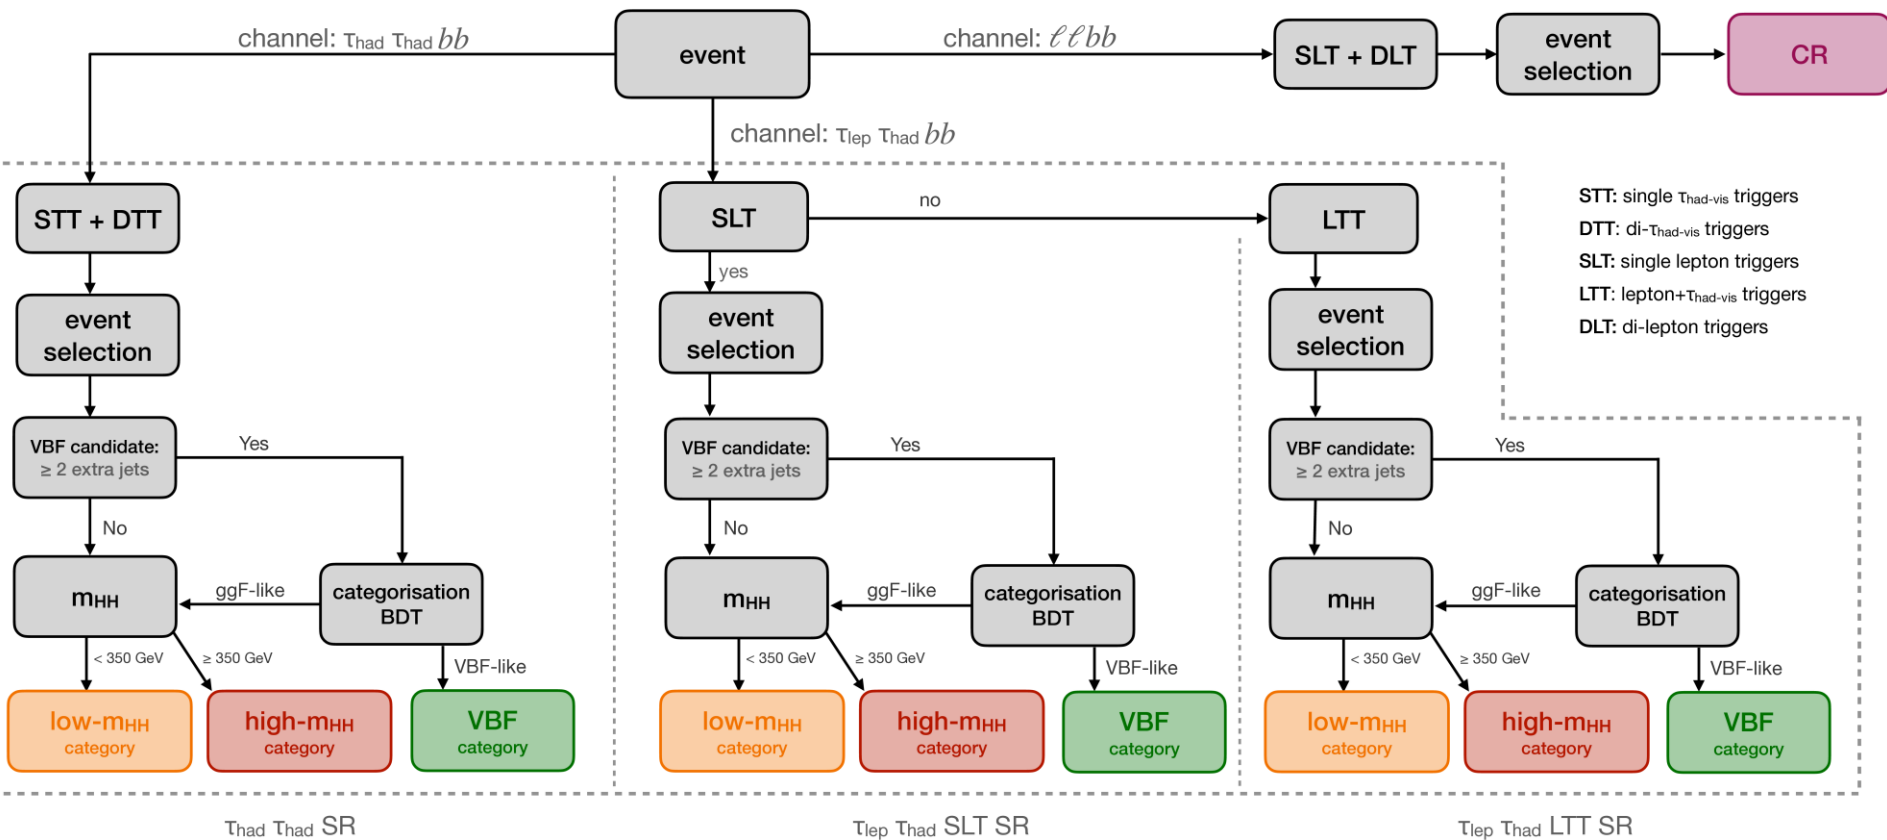 channel: τhad τhad bb
event
channel: ℓℓbb
SLT + DLT
event
selection
CR
channel: τlep τhad bb
STT + DTT
SLT
no
LTT
yes
STT: single τhad-vis triggers
DTT: di-τhad-vis triggers
SLT: single lepton triggers
LTT: lepton+τhad-vis triggers
DLT: di-lepton triggers
event
selection
event
selection
event
selection
VBF candidate:
≥ 2 extra jets
Yes
No
VBF candidate:
≥ 2 extra jets
Yes
No
VBF candidate:
≥ 2 extra jets
Yes
No
mHH
ggF-like
categorisation
BDT
mHH
ggF-like
categorisation
BDT
mHH
ggF-like
categorisation
BDT
< 350 GeV
≥ 350 GeV
VBF-like
< 350 GeV
≥ 350 GeV
VBF-like
< 350 GeV
≥ 350 GeV
VBF-like
low-mHH
category
high-mHH
category
VBF
category
low-mHH
category
high-mHH
category
VBF
category
low-mHH
category
high-mHH
category
VBF
category
τhad τhad SR
τlep τhad SLT SR
τlep τhad LTT SR